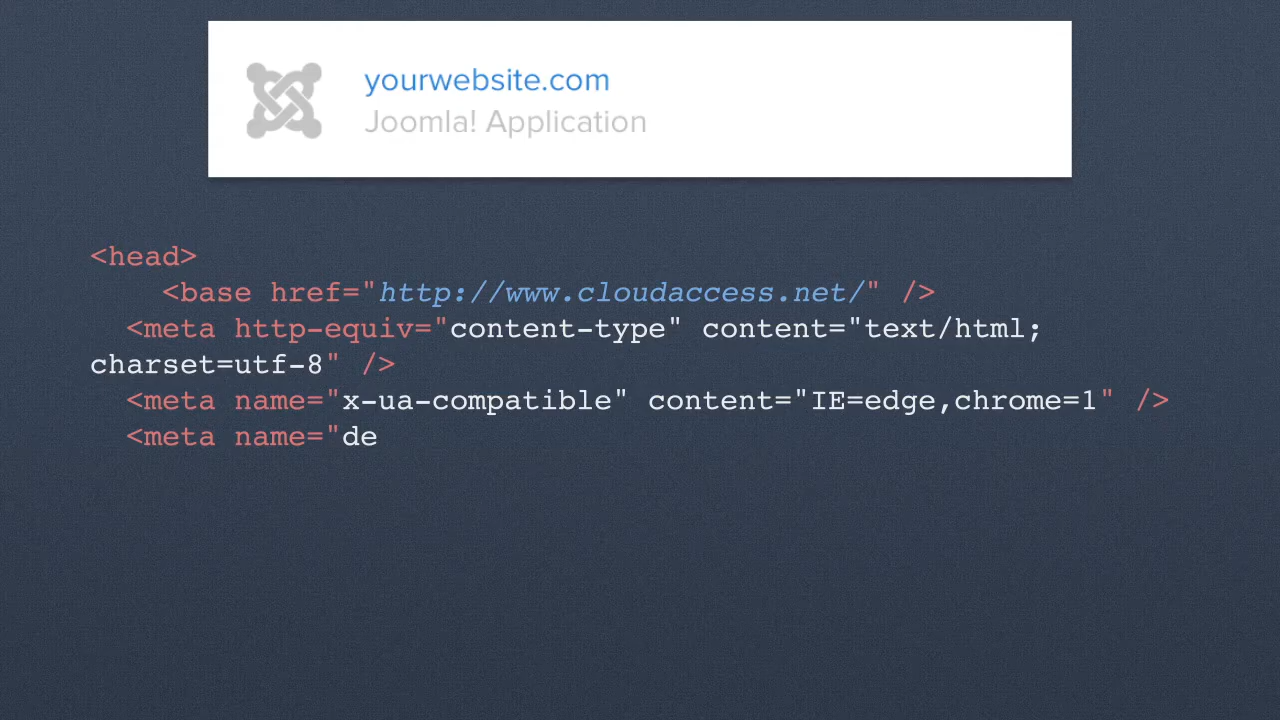 yourwebsite.com
Joomla! Application
<head>
<base href="http://www.cloudaccess.net/" />
<meta http-equiv="content-type" content="text/html;
charset=utf-8" />
<meta name="x-ua-compatible" content="IE=edge,chrome=1" />
<meta name="de